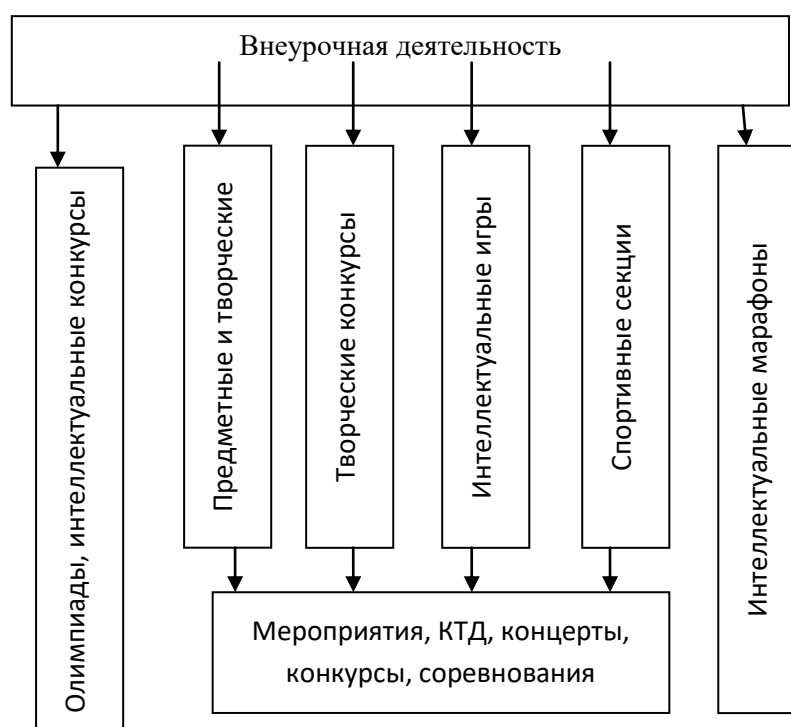 Внеурочная деятельность
Олимпиады, интеллектуальные конкурсы
Предметные и творческие
Творческие конкурсы
Интеллектуальные игры
Спортивные секции
Интеллектуальные марафоны
Мероприятия, КТД, концерты,
конкурсы, соревнования